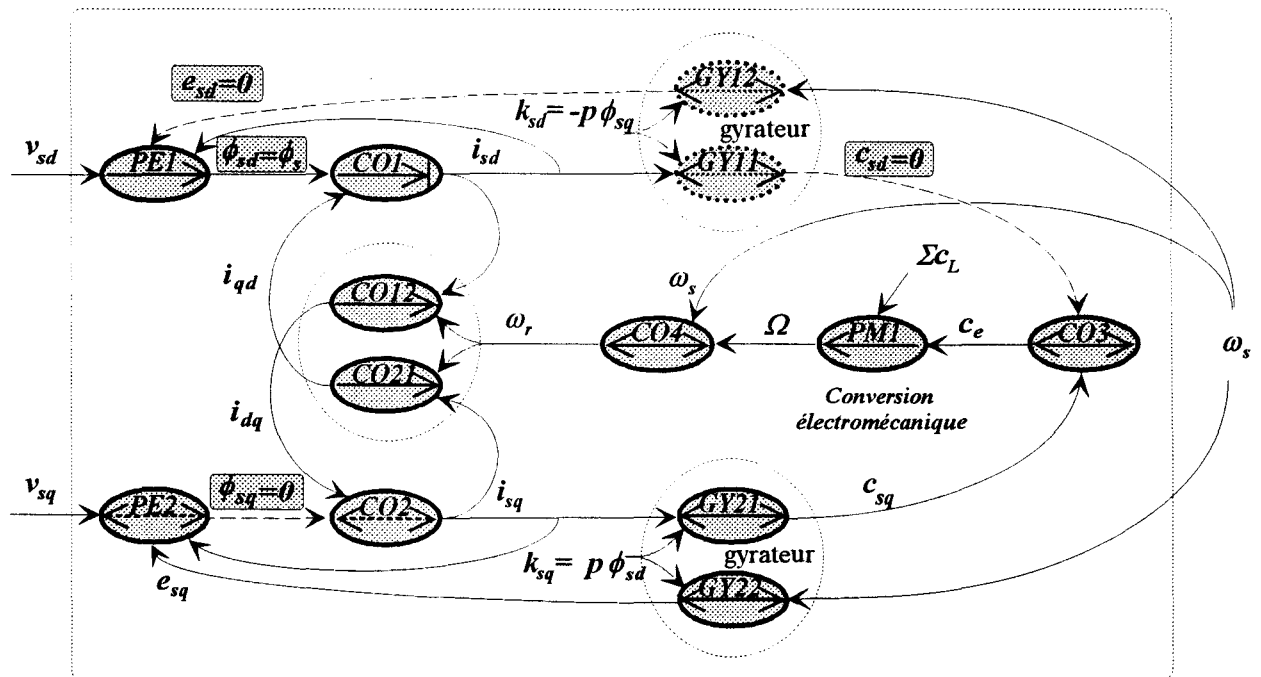 e_sd=0
GY12
k_sd= -p ϕ_sq
gyrateur
v_sd
PE1
ϕ_sd=ϕ_s
CO1
i_sd
GY11
c_sd=0
i_qd
CO12
ω_s
Σc_L
ω_r
CO4
Ω
PM1
c_e
CO3
ω_s
CO21
i_dq
Conversion
électromécanique
v_sq
PE2
ϕ_sq=0
CO2
i_sq
GY21
c_sq
gyrateur
k_sq= p ϕ_sd
e_sq
GY22